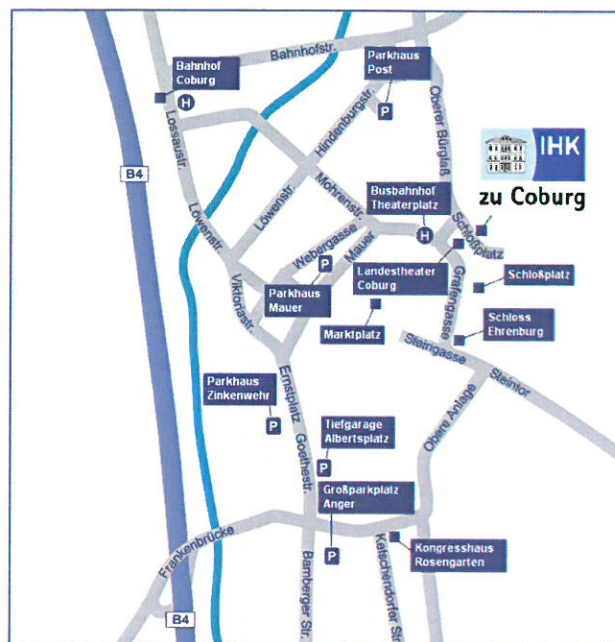 Bahnhofstr.
Parkhaus
Post
Bahnhof
Coburg
H
P
Lossaustr.
Hindenburgstr.
Oberer Bürglaß
IHK
zu Coburg
B4
Mohrenstr.
Busbahnhof
Theaterplatz
H
Löwenstr.
Löwenstr.
Webergasse
Mauer
P
Schloßplatz
Landestheater
Coburg
Grafengasse
Schloßplatz
Viktoriastr.
Parkhaus
Mauer
Marktplatz
Schloss
Ehrenburg
Steingasse
Steintor
Parkhaus
Zinkenwehr
P
Ernstplatz
Obere Anlage
Tiefgarage
Albertsplatz
P
Goethestr.
Großparkplatz
Anger
P
Frankenbrücke
Kongresshaus
Rosengarten
Bamberger Str.
Ketschendorfer Str.
B4